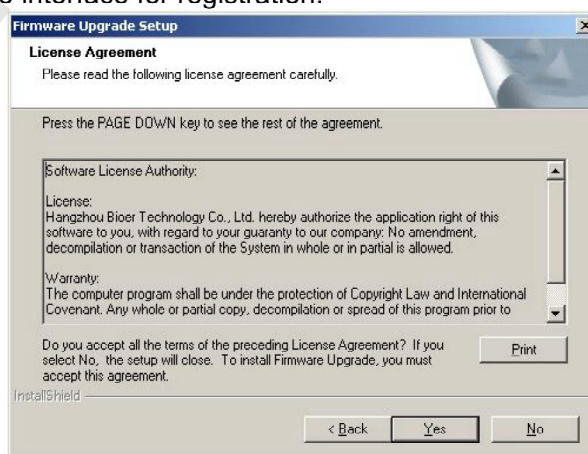 interface for registration.
Firmware Upgrade Setup
License Agreement
Please read the following license agreement carefully.
Press the PAGE DOWN key to see the rest of the agreement.
Software License Authority:
License:
Hangzhou Bioer Technology Co., Ltd. hereby authorize the application right of this
software to you, with regard to your guaranty to our company: No amendment,
decompilation or transaction of the System in whole or in partial is allowed.
Warranty:
The computer program shall be under the protection of Copyright Law and International
Covenant. Any whole or partial copy, decompilation or spread of this program prior to
Do you accept all the terms of the preceding License Agreement? If you
select No, the setup will close. To install Firmware Upgrade, you must
accept this agreement.
Print
InstallShield
< Back Yes No